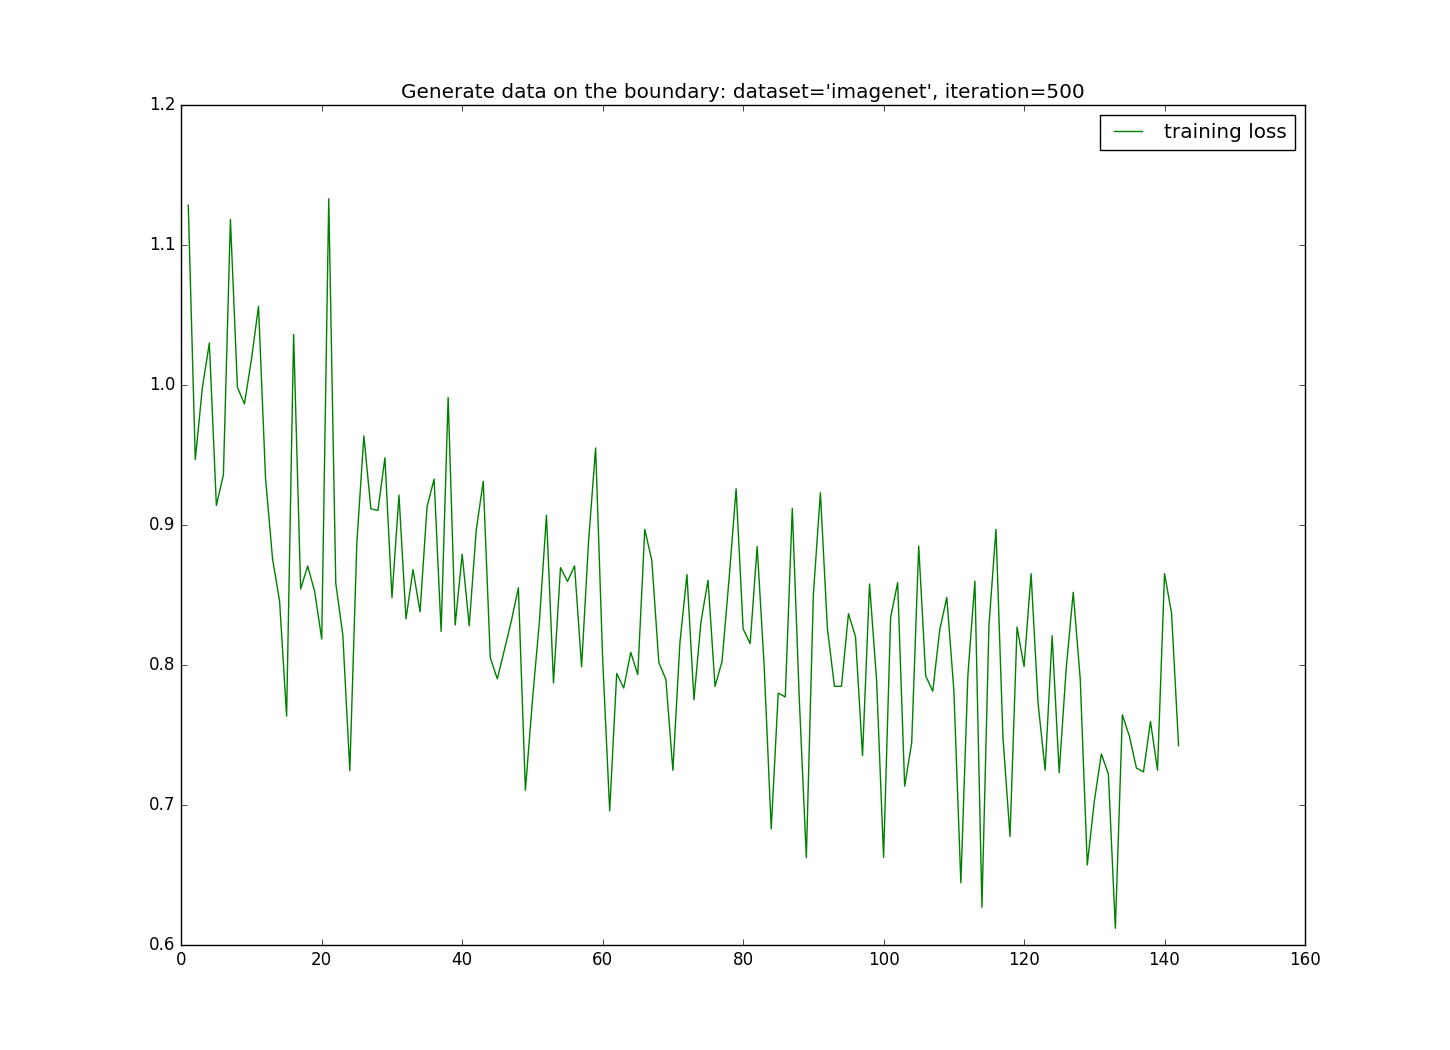 Generate data on the boundary: dataset='imagenet', iteration=500
training loss
1.2
1.1
1.0
0.9
0.8
0.7
0.6
0 20 40 60 80 100 120 140 160